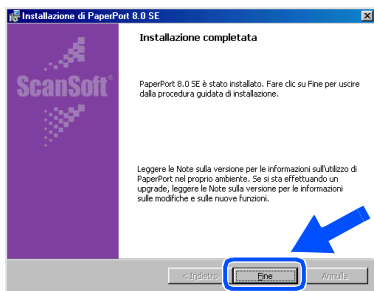 Installazione di PaperPort 8.0 SE
Installazione completata
ScanSoft®
PaperPort 8.0 SE è stato installato. Fare clic su Fine per uscire
dalla procedura guidata di installazione.
Leggere le Note sulla versione per le informazioni sull'utilizzo di
PaperPort nel proprio ambiente. Se si sta effettuando un
upgrade, leggere le Note sulla versione per le informazioni
sulle modifiche e sulle nuove funzioni.
< Indietro Fine Annulla